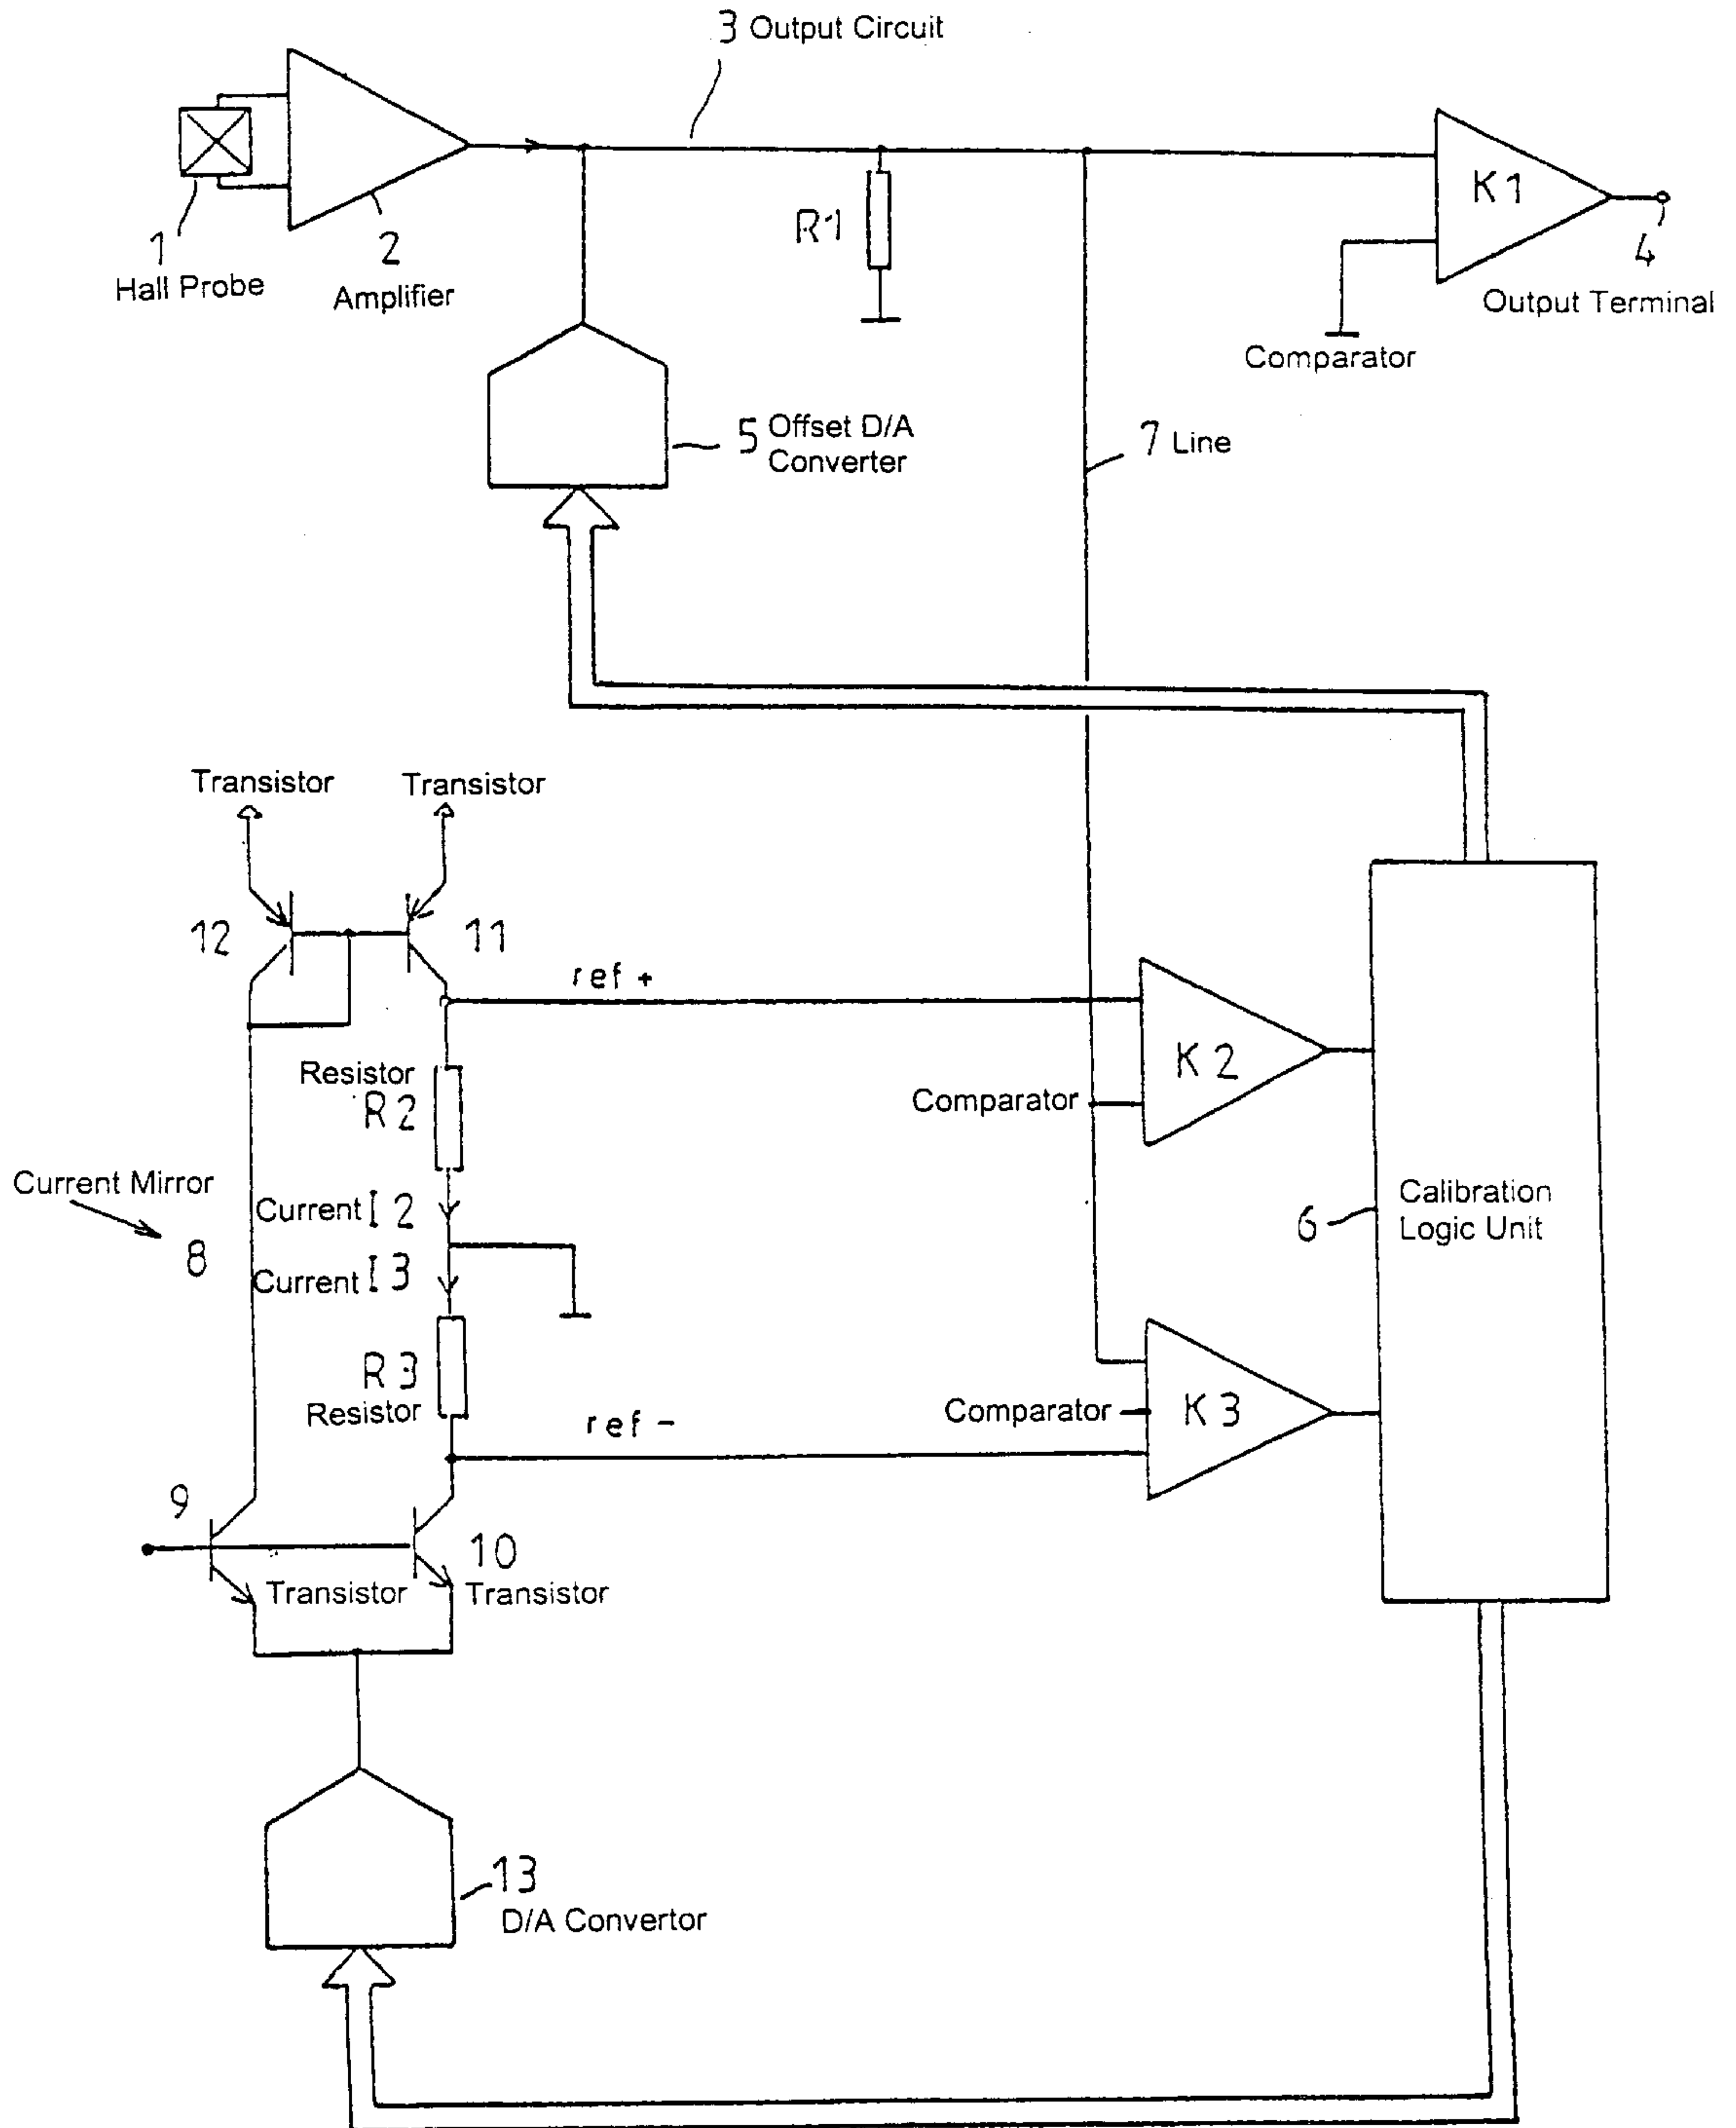 3 Output Circuit
K1
R1
1
Hall Probe
2
Amplifier
4
Output Terminal
Comparator
5 Offset D/A
Converter
7 Line
Transistor
Transistor
12
11
ref +
Resistor
R2
K2
Comparator
Current Mirror
8
Current I2
Current I3
6
Calibration
Logic Unit
R3
Resistor
ref -
Comparator
K3
9
10
Transistor
Transistor
13
D/A Convertor